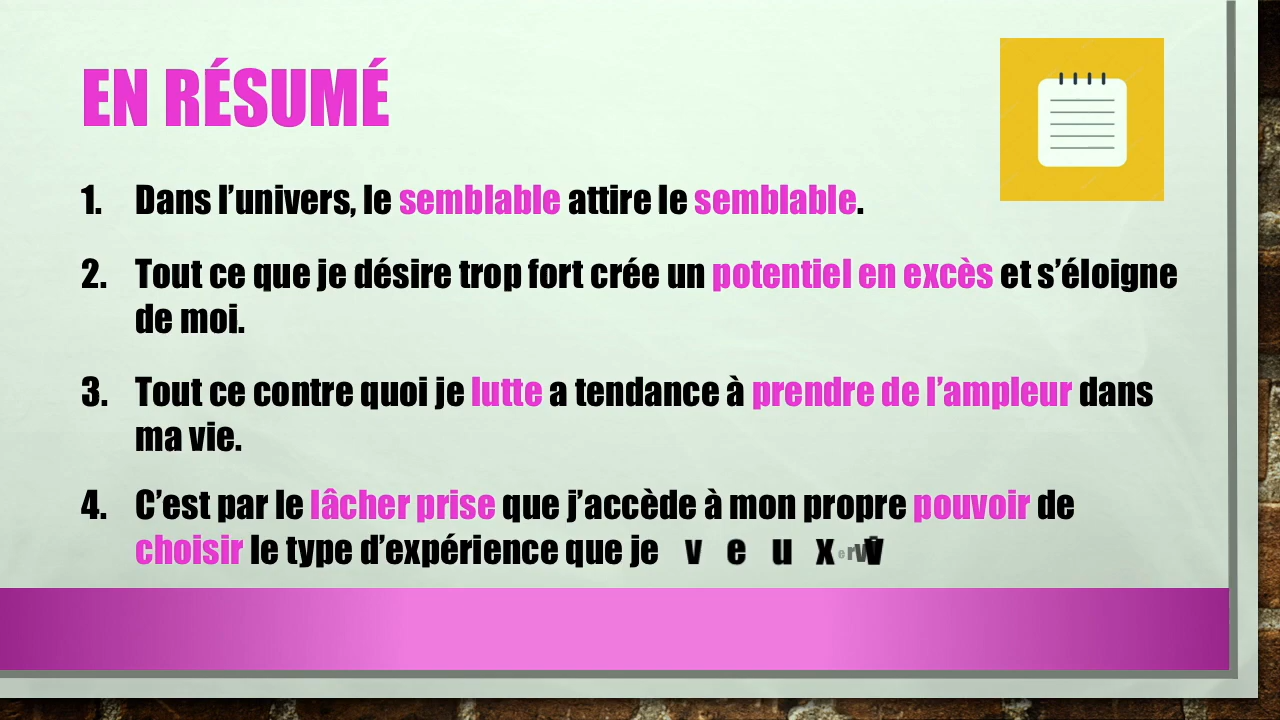 EN RÉSUMÉ
1. Dans l’univers, le semblable attire le semblable.
2. Tout ce que je désire trop fort crée un potentiel en excès et s’éloigne
de moi.
3. Tout ce contre quoi je lutte a tendance à prendre de l’ampleur dans
ma vie.
4. C’est par le lâcher prise que j’accède à mon propre pouvoir de
choisir le type d’expérience que je veux